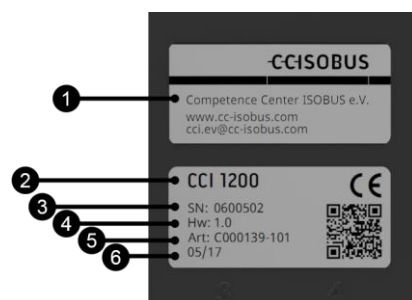 CCISOBUS
1
Competence Center ISOBUS e.V.
www.cc-isobus.com
cci.ev@cc-isobus.com
2
CCI 1200
CE
3
SN: 0600502
4
Hw: 1.0
5
Art: C000139-101
6
05/17